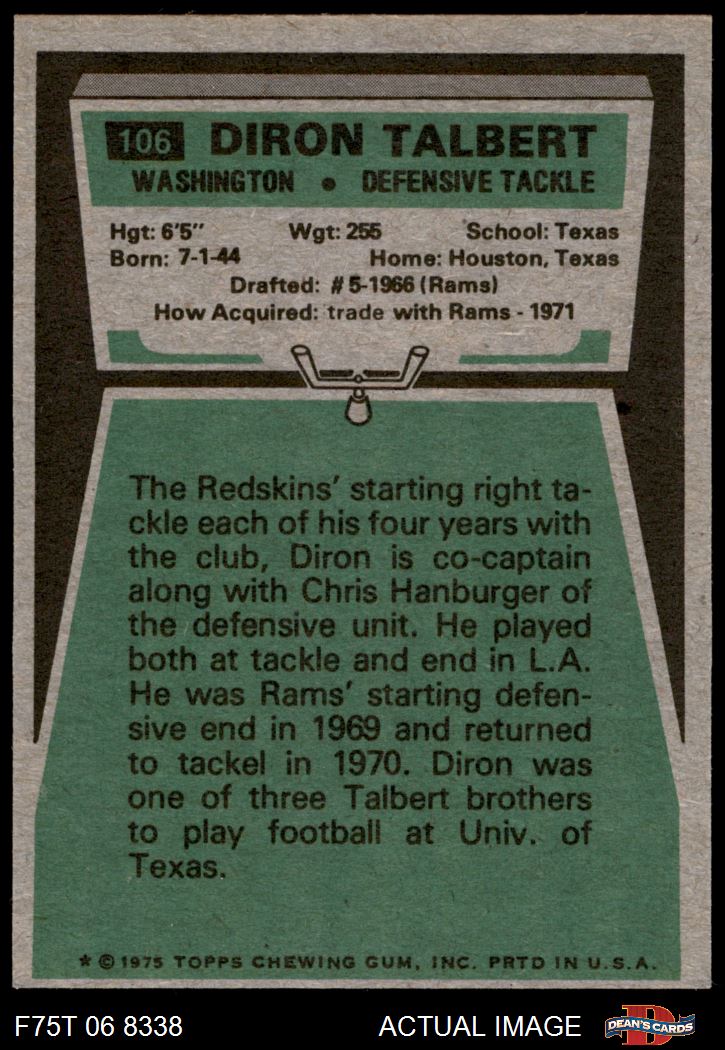 106 DIRON TALBERT
WASHINGTON • DEFENSIVE TACKLE
Hgt: 6'5" Wgt: 255 School: Texas
Born: 7-1-44 Home: Houston, Texas
Drafted: #5-1966 (Rams)
How Acquired: trade with Rams - 1971
The Redskins' starting right ta-
ckle each of his four years with
the club, Diron is co-captain
along with Chris Hanburger of
the defensive unit. He played
both at tackle and end in L.A.
He was Rams' starting defen-
sive end in 1969 and returned
to tackel in 1970. Diron was
one of three Talbert brothers
to play football at Univ. of
Texas.
* © 1975 TOPPS CHEWING GUM, INC. PRTD IN U.S.A.
F75T 06 8338 ACTUAL IMAGE D DEAN'S CARDS